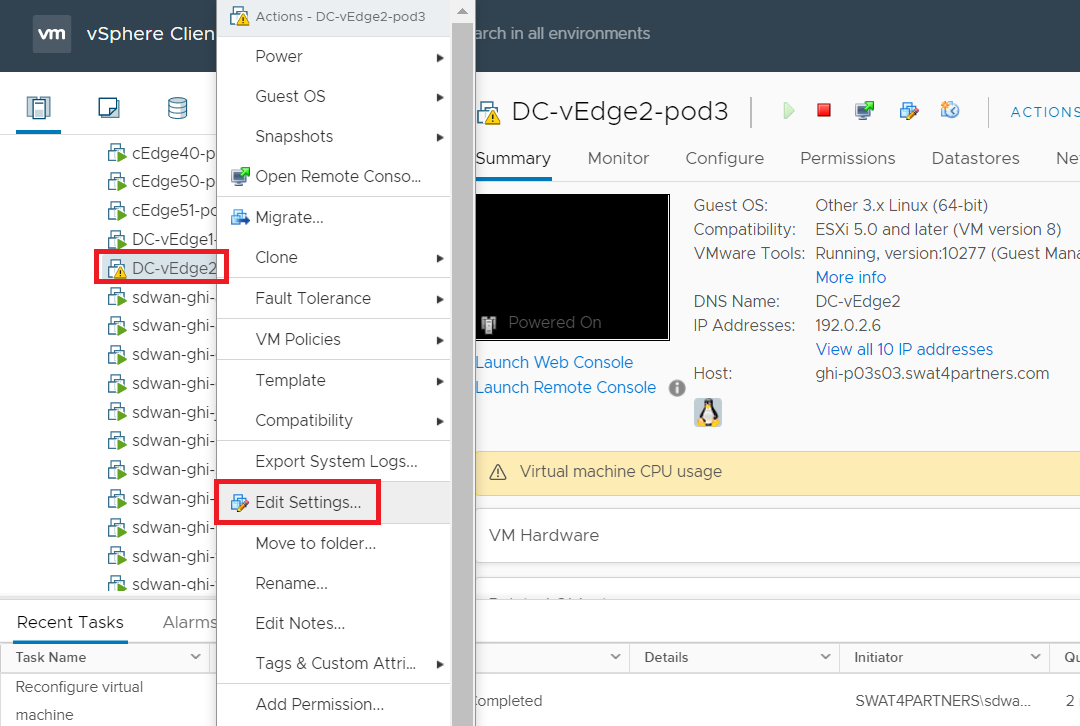 vm vSphere Clien
arch in all environments
cEdge40-p
cEdge50-p
cEdge51-po
DC-vEdge1-
DC-vEdge2
sdwan-ghi-
sdwan-ghi-
sdwan-ghi-
sdwan-ghi-
sdwan-ghi-
sdwan-ghi-
sdwan-ghi-
sdwan-ghi-
sdwan-ghi-
sdwan-ghi-
sdwan-ghi-
Actions - DC-vEdge2-pod3
Power
Guest OS
Snapshots
Open Remote Conso...
Migrate...
Clone
Fault Tolerance
VM Policies
Template
Compatibility
Export System Logs...
Edit Settings...
Move to folder...
Rename...
Edit Notes...
Tags & Custom Attri...
Add Permission...
DC-vEdge2-pod3 ACTIONS
Summary Monitor Configure Permissions Datastores Ne
Powered On
Launch Web Console
Launch Remote Console
Guest OS: Other 3.x Linux (64-bit)
Compatibility: ESXi 5.0 and later (VM version 8)
VMware Tools: Running, version:10277 (Guest Mana
More info
DNS Name: DC-vEdge2
IP Addresses: 192.0.2.6
View all 10 IP addresses
Host: ghi-p03s03.swat4partners.com
Virtual machine CPU usage
VM Hardware
Recent Tasks Alarms
Task Name Details Initiator Qu
Reconfigure virtual
machine
Completed SWAT4PARTNERS\sdwa... 2